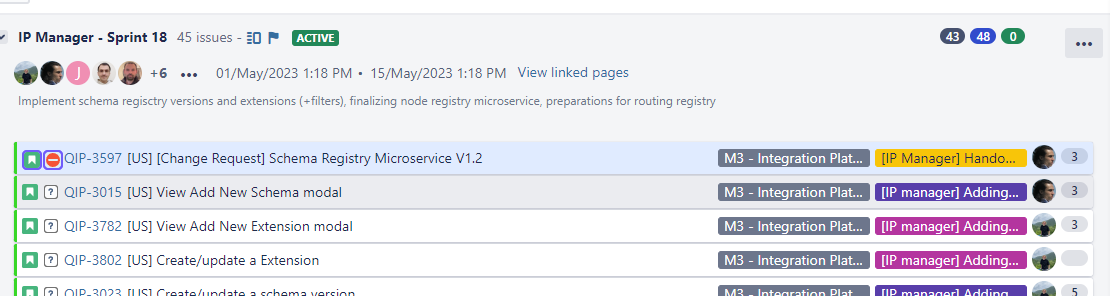 IP Manager - Sprint 18 45 issues - ACTIVE 43 48 0
J +6 01/May/2023 1:18 PM • 15/May/2023 1:18 PM View linked pages
Implement schema regisctry versions and extensions (+filters), finalizing node registry microservice, preparations for routing registry
QIP-3597 [US] [Change Request] Schema Registry Microservice V1.2 M3 - Integration Plat... [IP Manager] Hando... 3
? QIP-3015 [US] View Add New Schema modal M3 - Integration Plat... [IP manager] Adding... 3
? QIP-3782 [US] View Add New Extension modal M3 - Integration Plat... [IP manager] Adding... 3
? QIP-3802 [US] Create/update a Extension M3 - Integration Plat... [IP manager] Adding...
? QIP-3023 [US] Create/update a schema version M3 - Integration Plat... [IP manager] Adding... 5